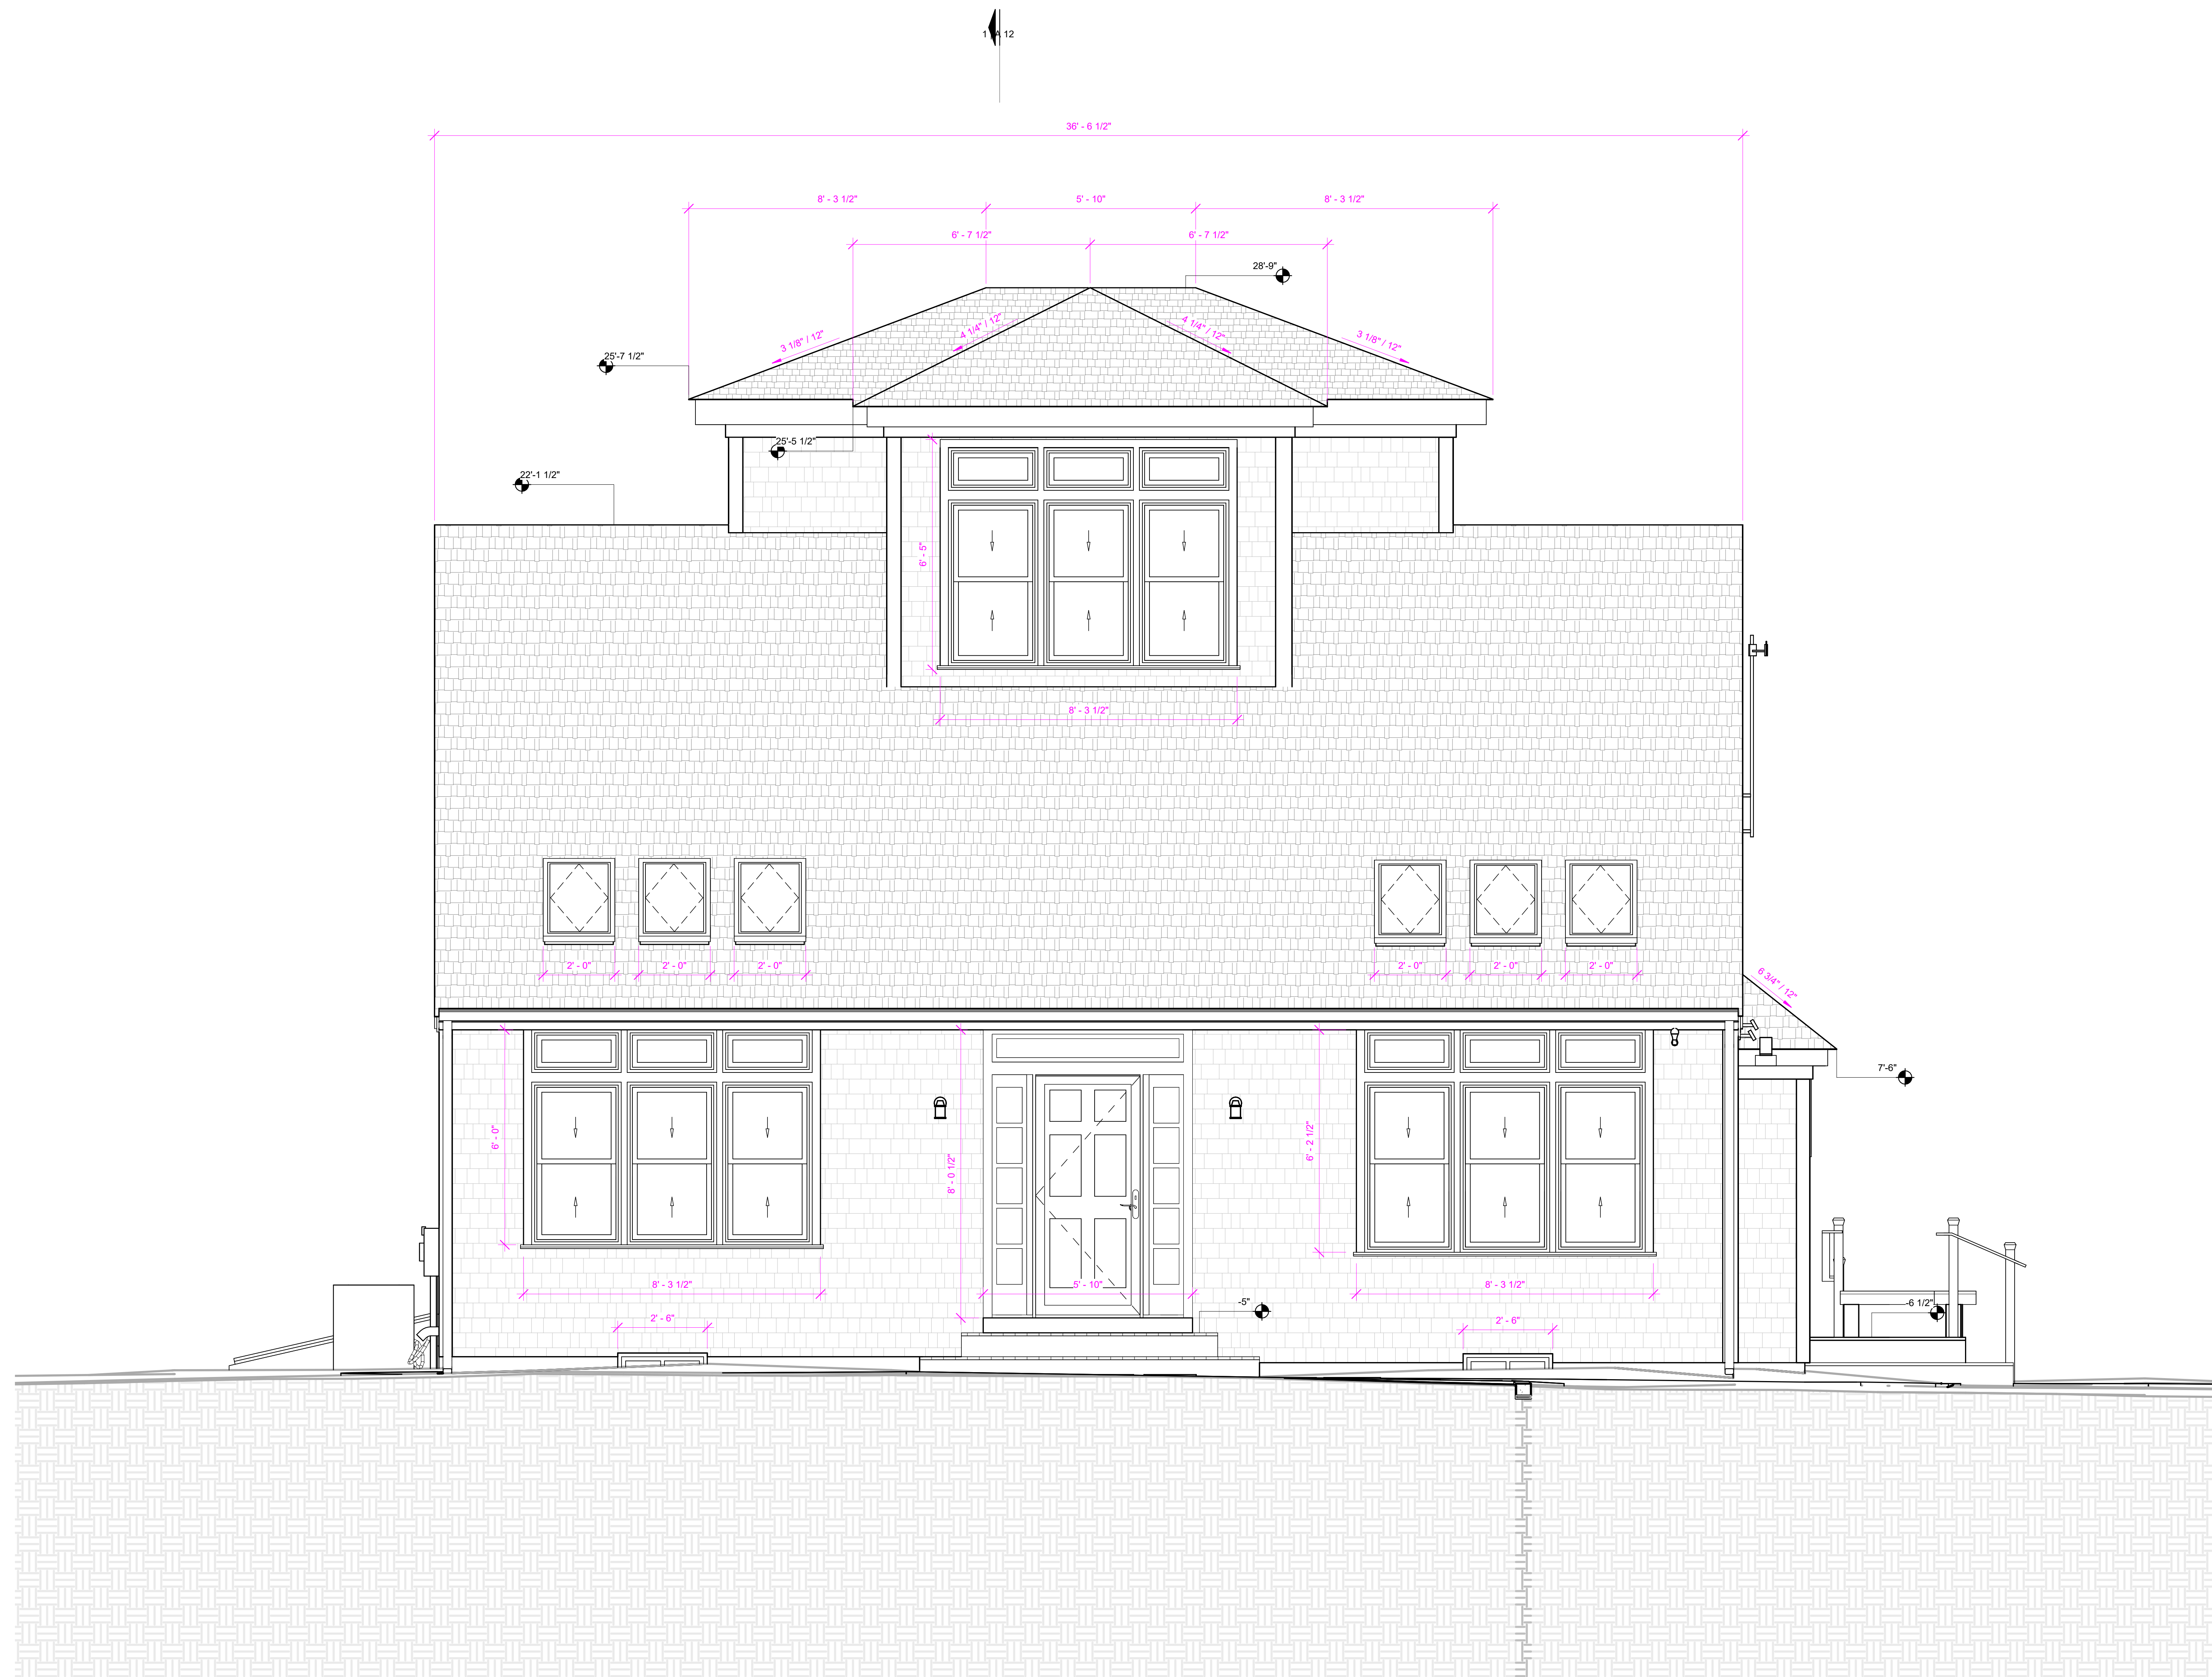 1 / A 12
36' - 6 1/2"
8' - 3 1/2"
5' - 10"
8' - 3 1/2"
6' - 7 1/2"
6' - 7 1/2"
28'-9"
3 1/8" / 12"
4 1/4" / 12"
4 1/4" / 12"
3 1/8" / 12"
25'-7 1/2"
25'-5 1/2"
22'-1 1/2"
6' - 5"
8' - 3 1/2"
2' - 0"
2' - 0"
2' - 0"
2' - 0"
2' - 0"
2' - 0"
6 3/4" / 12"
7'-6"
6' - 0"
8' - 0 1/2"
6' - 2 1/2"
8' - 3 1/2"
5' - 10"
8' - 3 1/2"
-5"
-6 1/2"
2' - 6"
2' - 6"